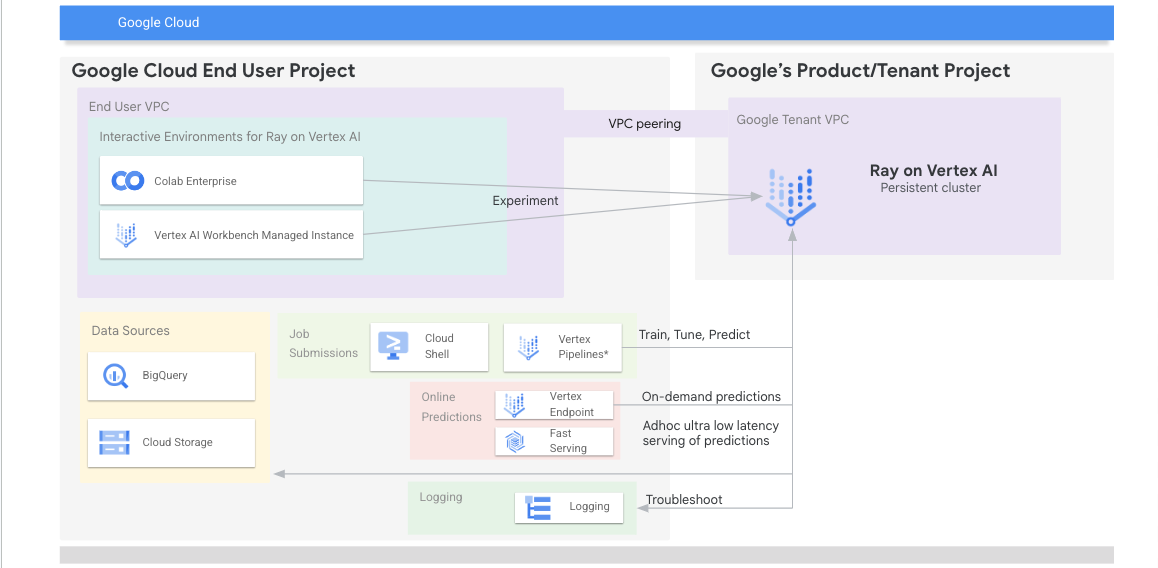 Google Cloud
Google Cloud End User Project
End User VPC
Interactive Environments for Ray on Vertex AI
Colab Enterprise
Vertex AI Workbench Managed Instance
Experiment
VPC peering
Google's Product/Tenant Project
Google Tenant VPC
Ray on Vertex AI
Persistent cluster
Data Sources
BigQuery
Cloud Storage
Job
Submissions
Cloud
Shell
Vertex
Pipelines*
Train, Tune, Predict
Online
Predictions
Vertex
Endpoint
Fast
Serving
On-demand predictions
Adhoc ultra low latency
serving of predictions
Logging
Logging
Troubleshoot